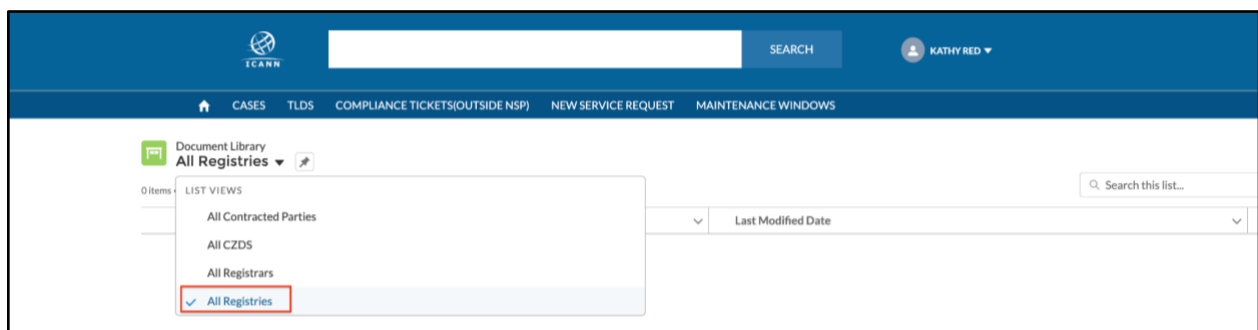 ICANN
SEARCH
KATHY RED
CASES TLDS COMPLIANCE TICKETS(OUTSIDE NSP) NEW SERVICE REQUEST MAINTENANCE WINDOWS
Document Library
All Registries
0 items
Search this list...
LIST VIEWS
Last Modified Date
All Contracted Parties
All CZDS
All Registrars
All Registries